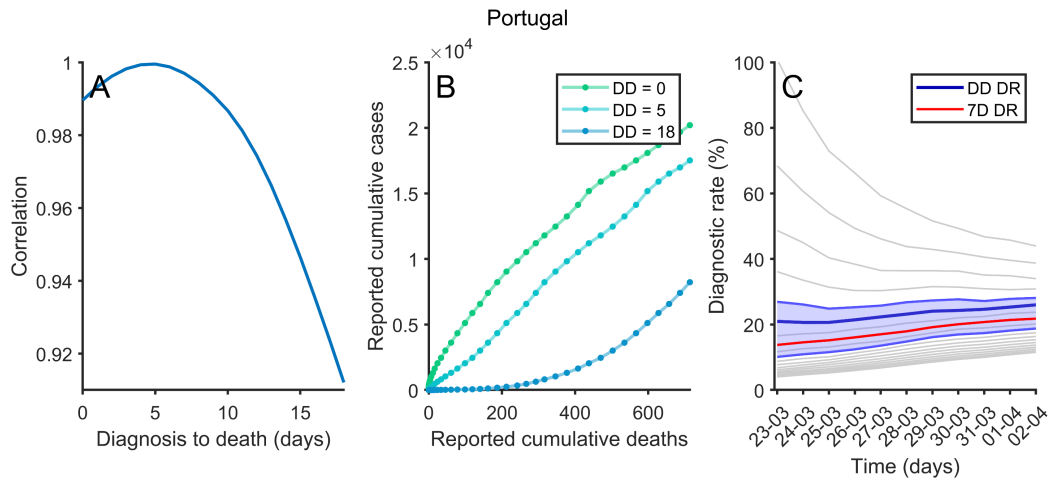 Portugal
A
1
0.98
0.96
0.94
0.92
0 5 10 15
Correlation
Diagnosis to death (days)
B
×10⁴
2.5
2
1.5
1
0.5
0
0 200 400 600
Reported cumulative cases
Reported cumulative deaths
DD = 0
DD = 5
DD = 18
C
100
80
60
40
20
0
Diagnostic rate (%)
DD DR
7D DR
23-03 24-03 25-03 26-03 27-03 28-03 29-03 30-03 31-03 01-04 02-04
Time (days)